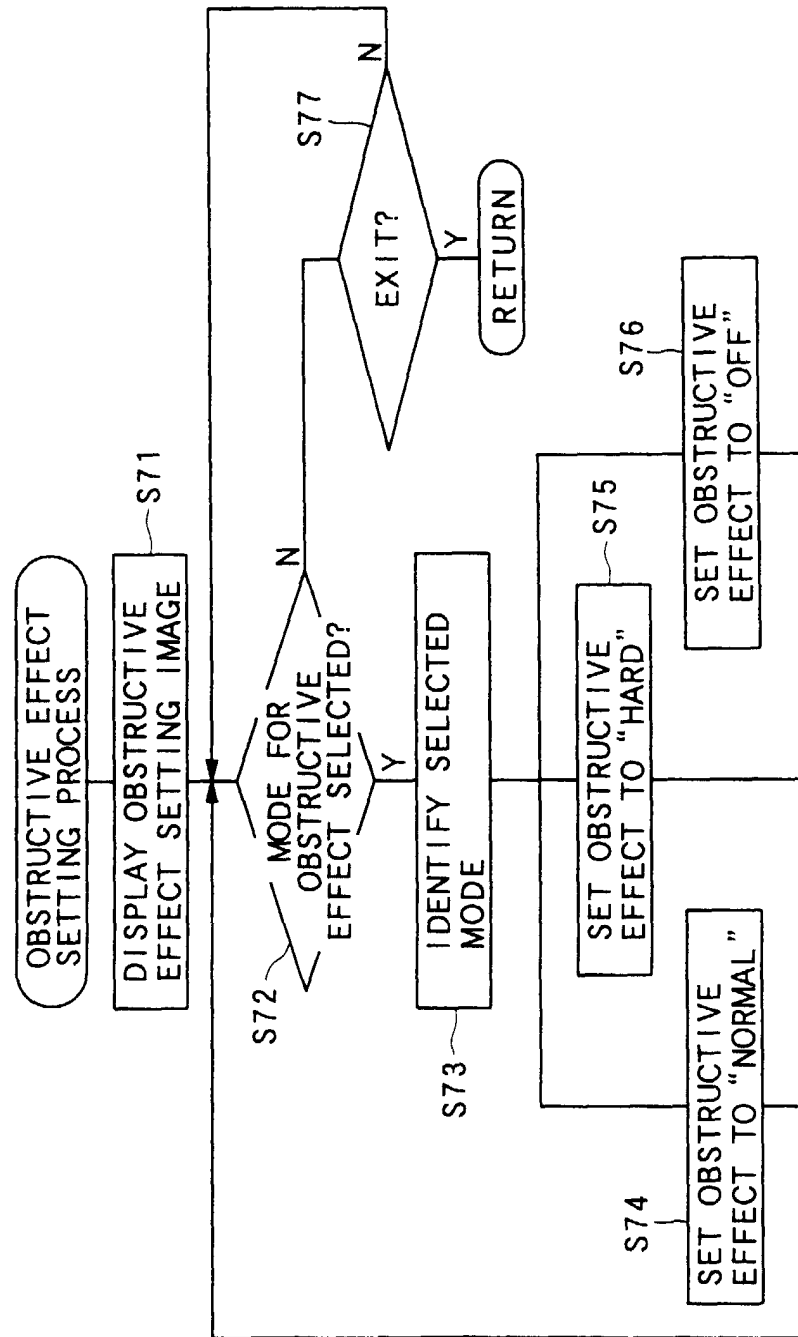 OBSTRUCTIVE EFFECT
SETTING PROCESS
S71
DISPLAY OBSTRUCTIVE
EFFECT SETTING IMAGE
S72
MODE FOR
OBSTRUCTIVE
EFFECT SELECTED?
N
Y
S77
EXIT?
N
Y
RETURN
S73
IDENTIFY SELECTED
MODE
S74
SET OBSTRUCTIVE
EFFECT TO “NORMAL”
S75
SET OBSTRUCTIVE
EFFECT TO “HARD”
S76
SET OBSTRUCTIVE
EFFECT TO “OFF”